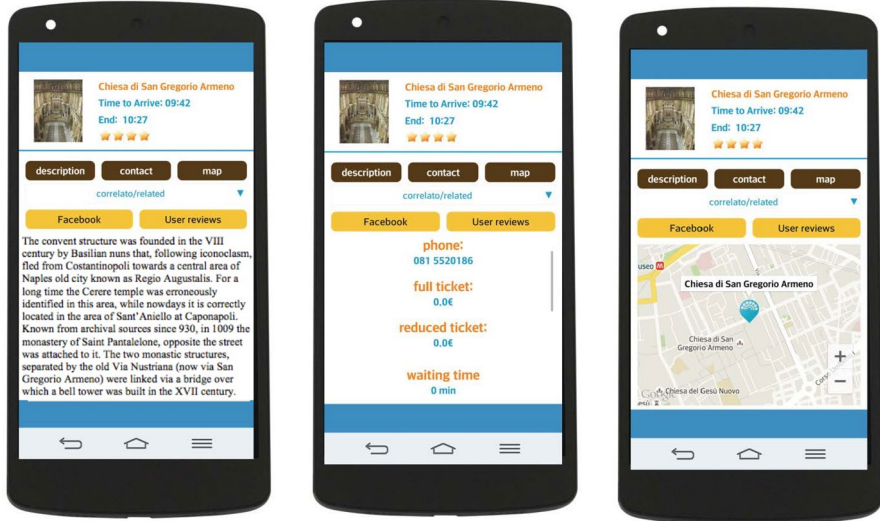 Chiesa di San Gregorio Armeno
Time to Arrive: 09:42
End: 10:27
description
contact
map
correlato/related
Facebook
User reviews
The convent structure was founded in the VIII
century by Basilian nuns that, following iconoclasm,
fled from Costantinopoli towards a central area of
Naples old city known as Regio Augustalis. For a
long time the Cerere temple was erroneously
identified in this area, while nowdays it is correctly
located in the area of Sant'Aniello at Caponapoli.
Known from archival sources since 930, in 1009 the
monastery of Saint Pantalelone, opposite the street
was attached to it. The two monastic structures,
separated by the old Via Nustriana (now via San
Gregorio Armeno) were linked via a bridge over
which a bell tower was built in the XVII century.
Chiesa di San Gregorio Armeno
Time to Arrive: 09:42
End: 10:27
description
contact
map
correlato/related
Facebook
User reviews
phone:
081 5520186
full ticket:
0.0€
reduced ticket:
0.0€
waiting time
0 min
Chiesa di San Gregorio Armeno
Time to Arrive: 09:42
End: 10:27
description
contact
map
correlato/related
Facebook
User reviews
useo M
Chiesa di San Gregorio Armeno
Chiesa di San
Gregorio Armeno
+
Corso
−
Google
Chiesa del Gesù Nuovo
esù